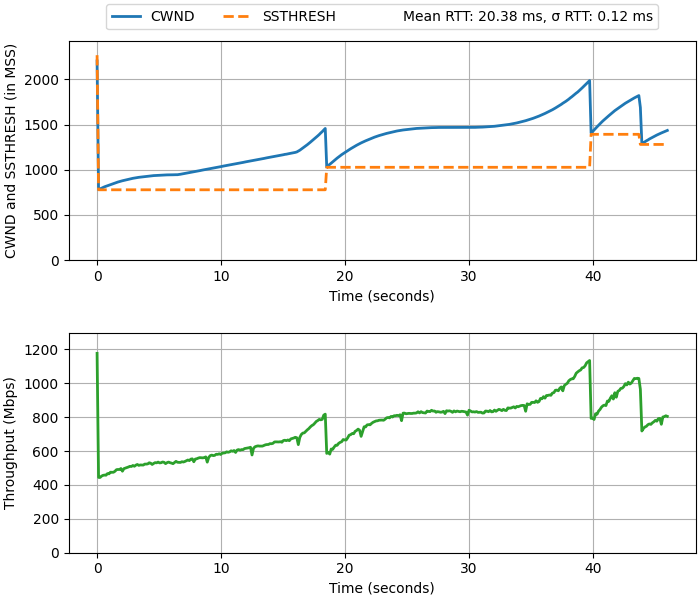 CWND SSTHRESH Mean RTT: 20.38 ms, σ RTT: 0.12 ms
CWND and SSTHRESH (in MSS)
2000
1500
1000
500
0
0 10 20 30 40
Time (seconds)
Throughput (Mbps)
1200
1000
800
600
400
200
0
0 10 20 30 40
Time (seconds)